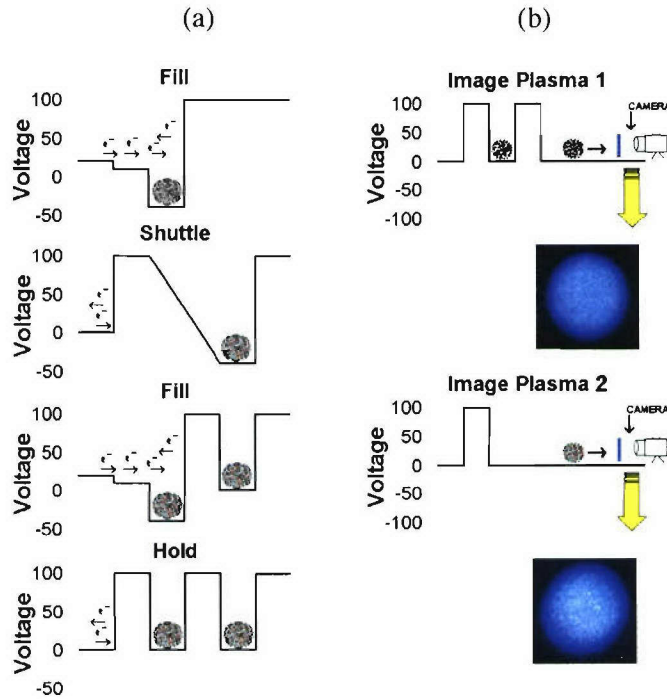 (a)
Fill
Voltage
100
50
0
-50
e⁻ e⁻ e⁻ e⁻
Shuttle
Voltage
100
50
0
-50
e⁻
e⁻
Fill
Voltage
100
50
0
-50
e⁻ e⁻ e⁻ e⁻
Hold
Voltage
100
50
0
e⁻
e⁻
(b)
Image Plasma 1
Voltage
100
50
0
-50
-100
CAMERA
Image Plasma 2
Voltage
100
50
0
-50
-100
CAMERA